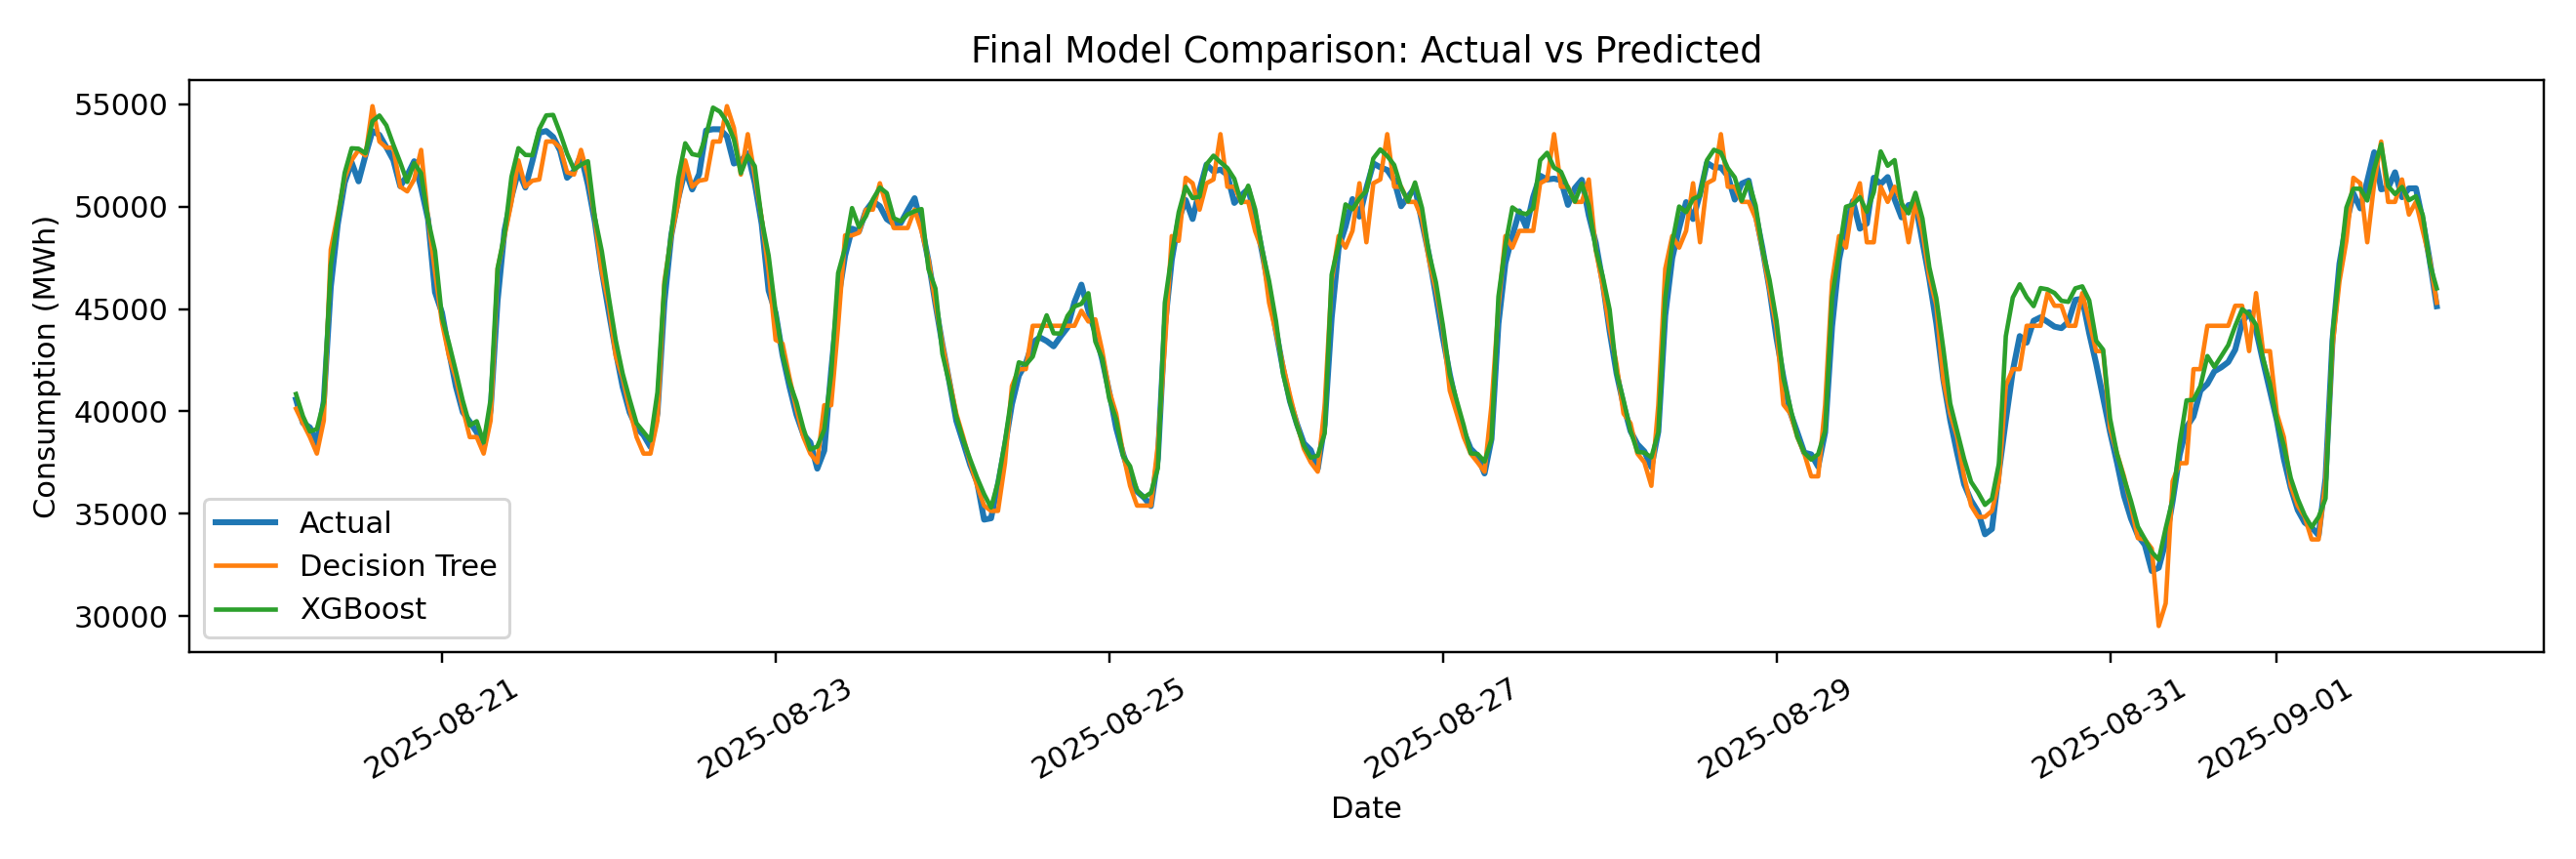 Final Model Comparison: Actual vs Predicted
Consumption (MWh)
55000
50000
45000
40000
35000
30000
Actual
Decision Tree
XGBoost
2025-08-21
2025-08-23
2025-08-25
2025-08-27
2025-08-29
2025-08-31
2025-09-01
Date